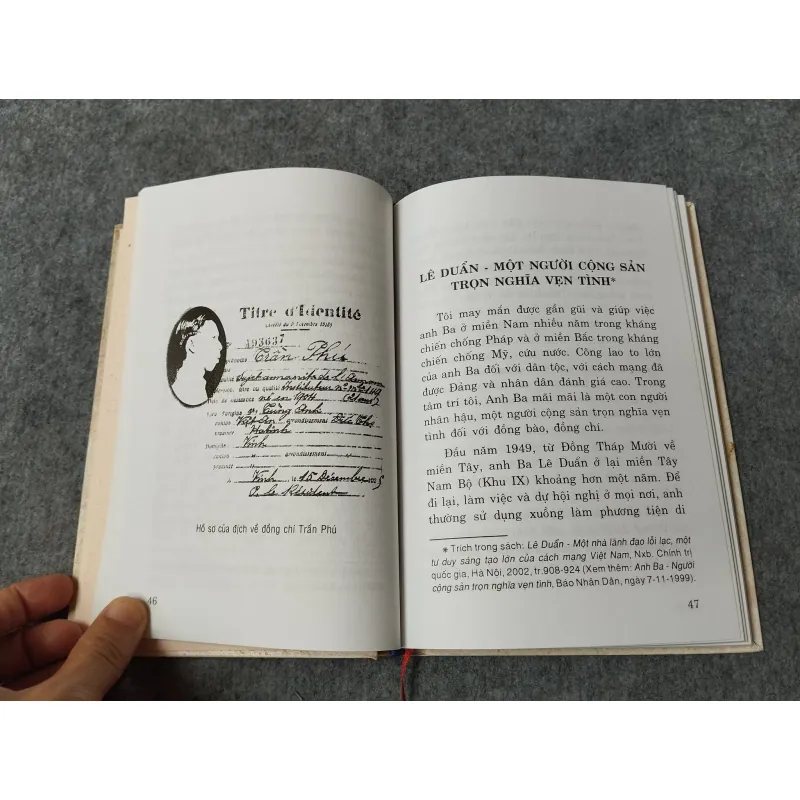 Titre d'Identité
193637
Trần Phú
Vinh
Hồ sơ của địch về đồng chí Trần Phú
46
LÊ DUẨN - MỘT NGƯỜI CỘNG SẢN
TRỌN NGHĨA VẸN TÌNH*
Tôi may mắn được gần gũi và giúp việc
anh Ba ở miền Nam nhiều năm trong kháng
chiến chống Pháp và ở miền Bắc trong kháng
chiến chống Mỹ, cứu nước. Công lao to lớn
của anh Ba đối với dân tộc, với cách mạng đã
được Đảng và nhân dân đánh giá cao. Trong
tâm trí tôi, Anh Ba mãi mãi là một con người
nhân hậu, một người cộng sản trọn nghĩa vẹn
tình đối với đồng bào, đồng chí.
Đầu năm 1949, từ Đồng Tháp Mười về
miền Tây, anh Ba Lê Duẩn ở lại miền Tây
Nam Bộ (Khu IX) khoảng hơn một năm. Để
đi lại, làm việc và dự hội nghị ở mọi nơi, anh
thường sử dụng xuồng làm phương tiện di
* Trích trong sách: Lê Duẩn - Một nhà lãnh đạo lỗi lạc, một
tư duy sáng tạo lớn của cách mạng Việt Nam, Nxb. Chính trị
quốc gia, Hà Nội, 2002, tr.908-924 (Xem thêm: Anh Ba - Người
cộng sản trọn nghĩa vẹn tình, Báo Nhân Dân, ngày 7-11-1999).
47